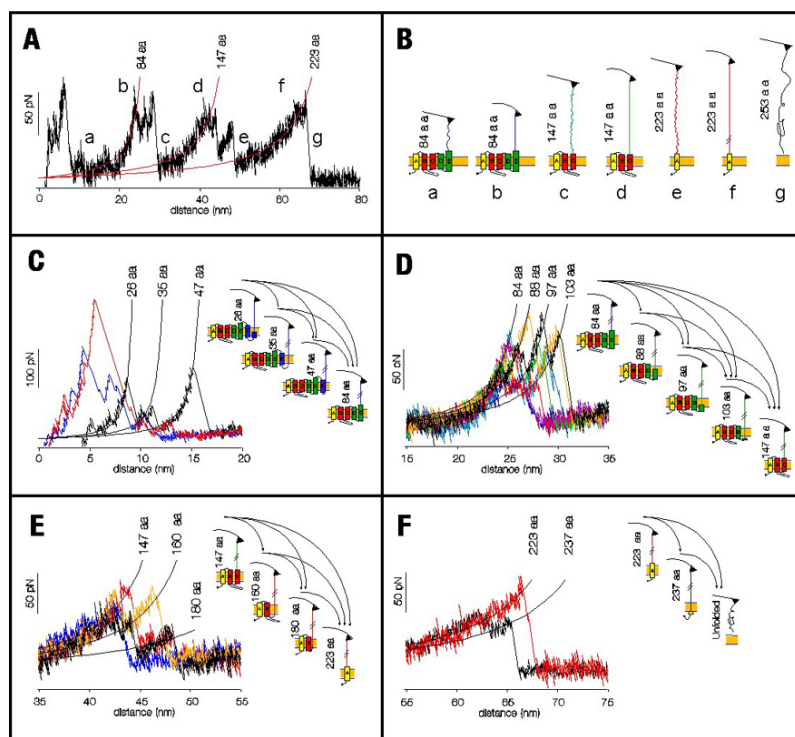 A
84 aa
147 aa
223 aa
50 pN
a b c d e f g
0 20 40 60 80
distance (nm)
B
84 a a
84 a a
147 a a
147 a a
223 a a
223 a a
253 a a
a b c d e f g
C
26 aa
35 aa
47 aa
100 pN
0 5 10 15 20
distance (nm)
26 aa
35 aa
47 aa
84 aa
D
84 aa
88 aa
97 aa
103 aa
50 pN
15 20 25 30 35
distance (nm)
84 aa
88 aa
97 aa
103 aa
147 aa
E
147 aa
160 aa
180 aa
50 pN
35 40 45 50 55
distance (nm)
147 aa
160 aa
180 aa
223 aa
F
223 aa
237 aa
50 pN
55 60 65 70 75
distance (nm)
223 aa
237 aa
Unfolded